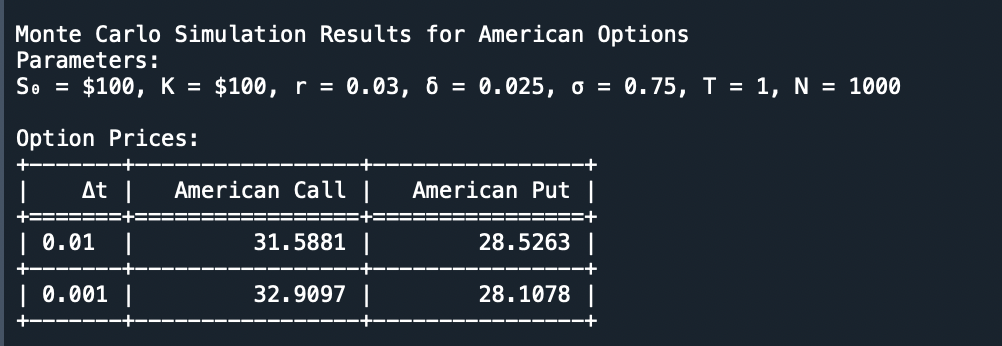 Monte Carlo Simulation Results for American Options
Parameters:
S₀ = $100, K = $100, r = 0.03, δ = 0.025, σ = 0.75, T = 1, N = 1000
Option Prices:
+-------+-----------------+----------------+
|    Δt |   American Call |   American Put |
+=======+=================+================+
| 0.01  |         31.5881 |        28.5263 |
+-------+-----------------+----------------+
| 0.001 |         32.9097 |        28.1078 |
+-------+-----------------+----------------+